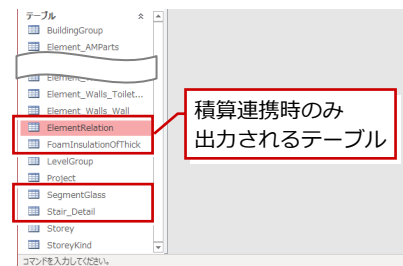 テーブル
BuildingGroup
Element_AMParts
Element_Walls_Toilet...
Element_Walls_Wall
ElementRelation
FoamInsulationOfThick
LevelGroup
Project
SegmentGlass
Stair_Detail
Storey
StoreyKind
コマンドを入力してください。
積算連携時のみ
出力されるテーブル